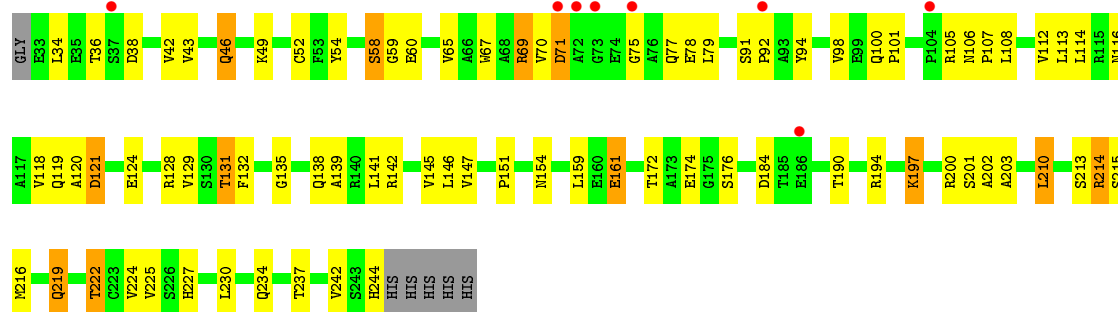 GLY E33 L34 E35 T36 S37 D38 V42 V43 Q46 K49 C52 F53 Y54 S58 G59 E60 V65 A66 W67 A68 R69 V70 D71 A72 G73 E74 G75 A76 Q77 E78 L79 S91 P92 A93 Y94 V98 E99 Q100 P101 P104 R105 N106 P107 L108 V112 L113 L114 R115 N116
A117 V118 Q119 A120 D121 E124 R128 V129 S130 T131 F132 G135 Q138 A139 R140 L141 R142 V145 L146 V147 P151 N154 L159 E160 E161 T172 A173 E174 G175 S176 D184 T185 E186 T190 R194 K197 R200 S201 A202 A203 L210 S213 R214 S215
M216 Q219 T222 C223 V224 V225 S226 H227 L230 Q234 T237 V242 S243 H244 HIS HIS HIS HIS HIS